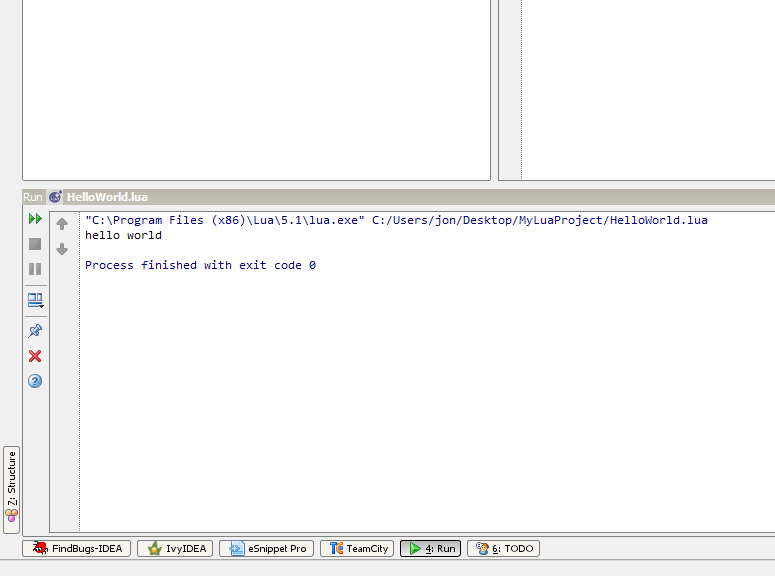 Run HelloWorld.lua
"C:\Program Files (x86)\Lua\5.1\lua.exe" C:/Users/jon/Desktop/MyLuaProject/HelloWorld.lua
hello world
Process finished with exit code 0
7: Structure
FindBugs-IDEA IvyIDEA eSnippet Pro TeamCity 4: Run 6: TODO